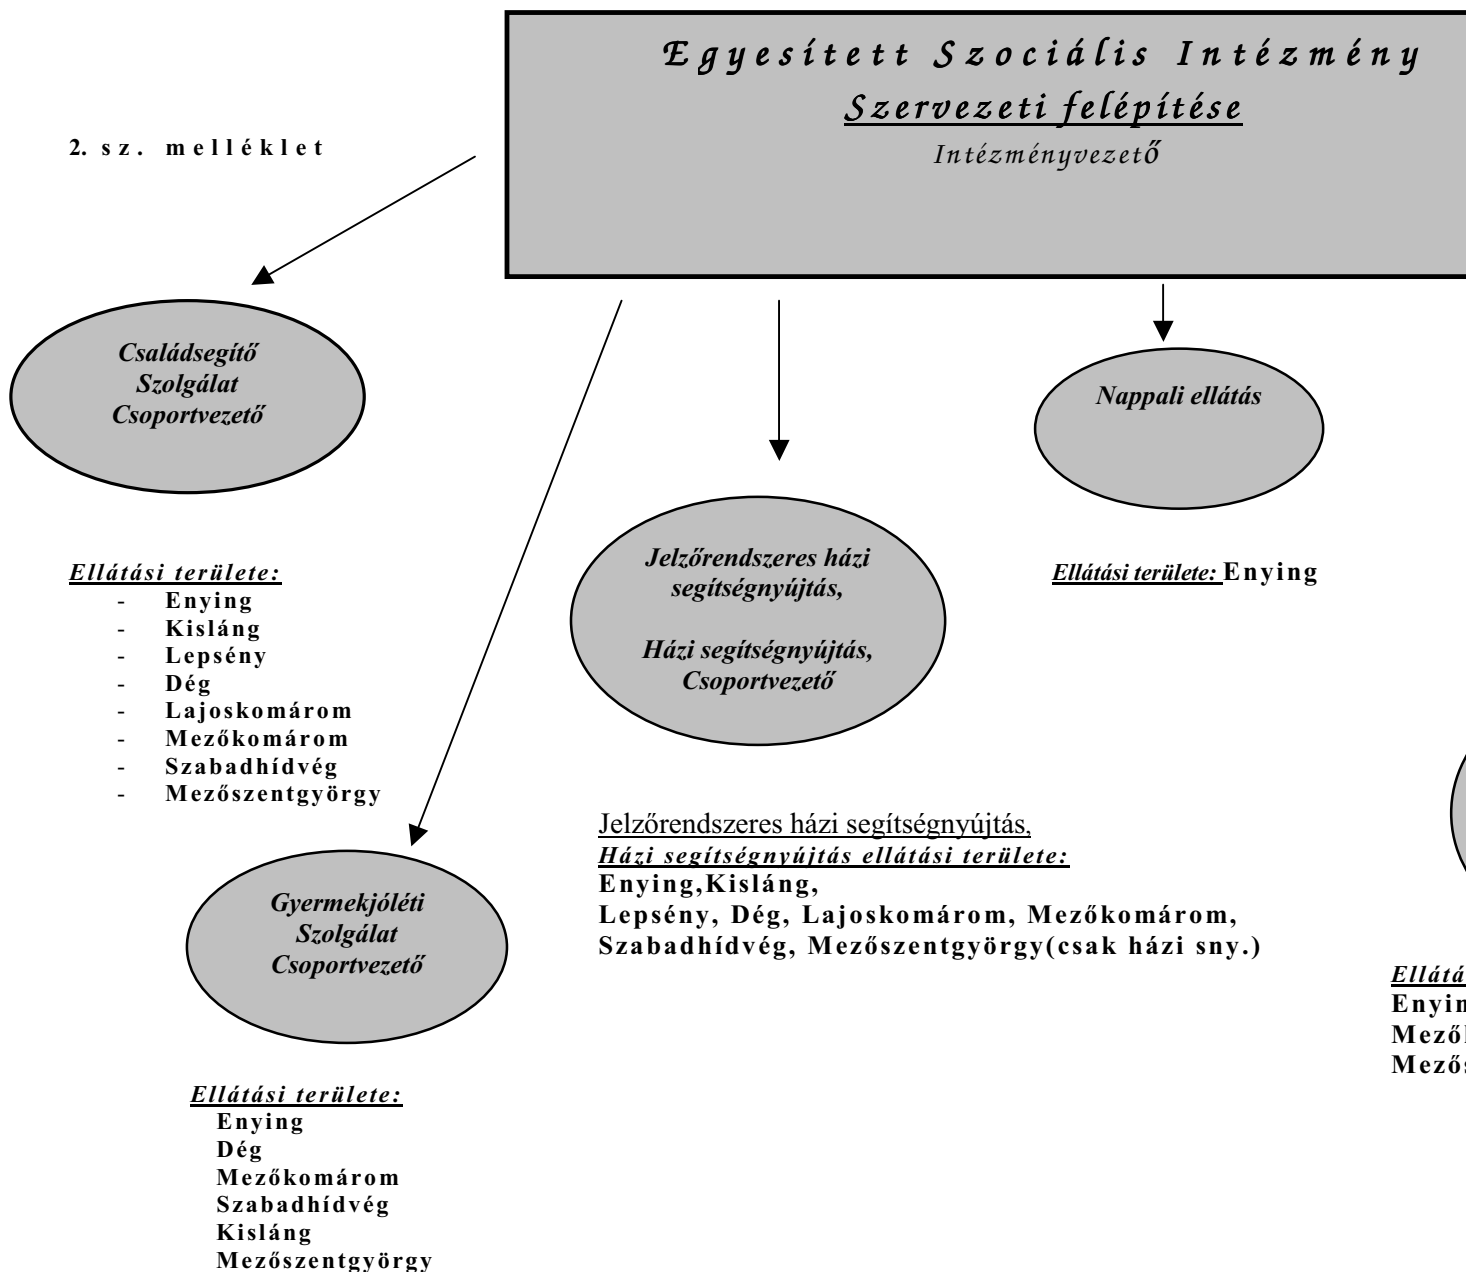 Egyesített Szociális Intézmény
Szervezeti felépítése
Intézményvezető
2. sz. melléklet
Családsegítő
Szolgálat
Csoportvezető
Nappali ellátás
Jelzőrendszeres házi
segítségnyújtás,
Házi segítségnyújtás,
Csoportvezető
Ellátási területe:
- Enying
- Kisláng
- Lepsény
- Dég
- Lajoskomárom
- Mezőkomárom
- Szabadhídvég
- Mezőszentgyörgy
Ellátási területe: Enying
Jelzőrendszeres házi segítségnyújtás,
Házi segítségnyújtás ellátási területe:
Enying,Kisláng,
Lepsény, Dég, Lajoskomárom, Mezőkomárom,
Szabadhídvég, Mezőszentgyörgy(csak házi sny.)
Gyermekjóléti
Szolgálat
Csoportvezető
Ellátási területe:
Enying
Dég
Mezőkomárom
Szabadhídvég
Kisláng
Mezőszentgyörgy